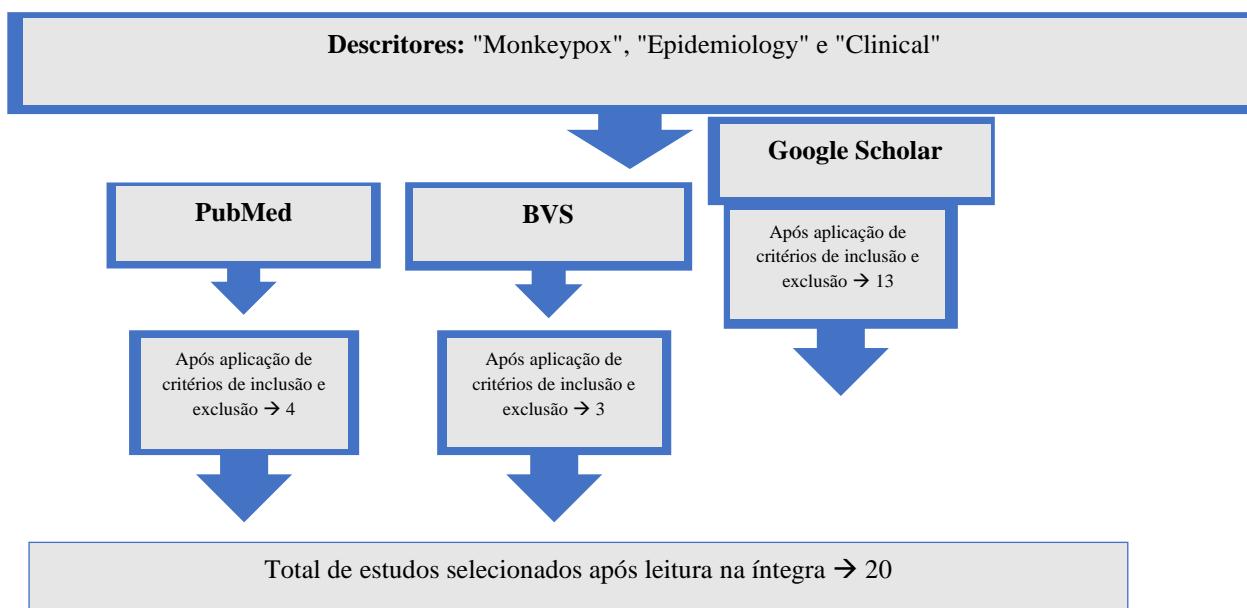 Descritores: "Monkeypox", "Epidemiology" e "Clinical"
Google Scholar
PubMed
BVS
Após aplicação de
critérios de inclusão e
exclusão → 13
Após aplicação de
critérios de inclusão e
exclusão → 4
Após aplicação de
critérios de inclusão e
exclusão → 3
Total de estudos selecionados após leitura na íntegra → 20